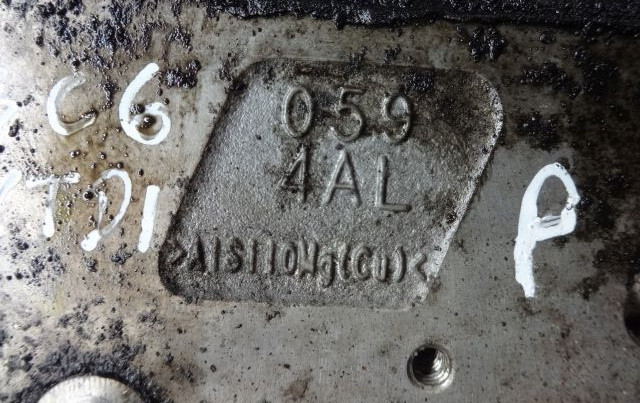 059
4AL
>AlSi10Mg(Cu)<
C6
TDI
P